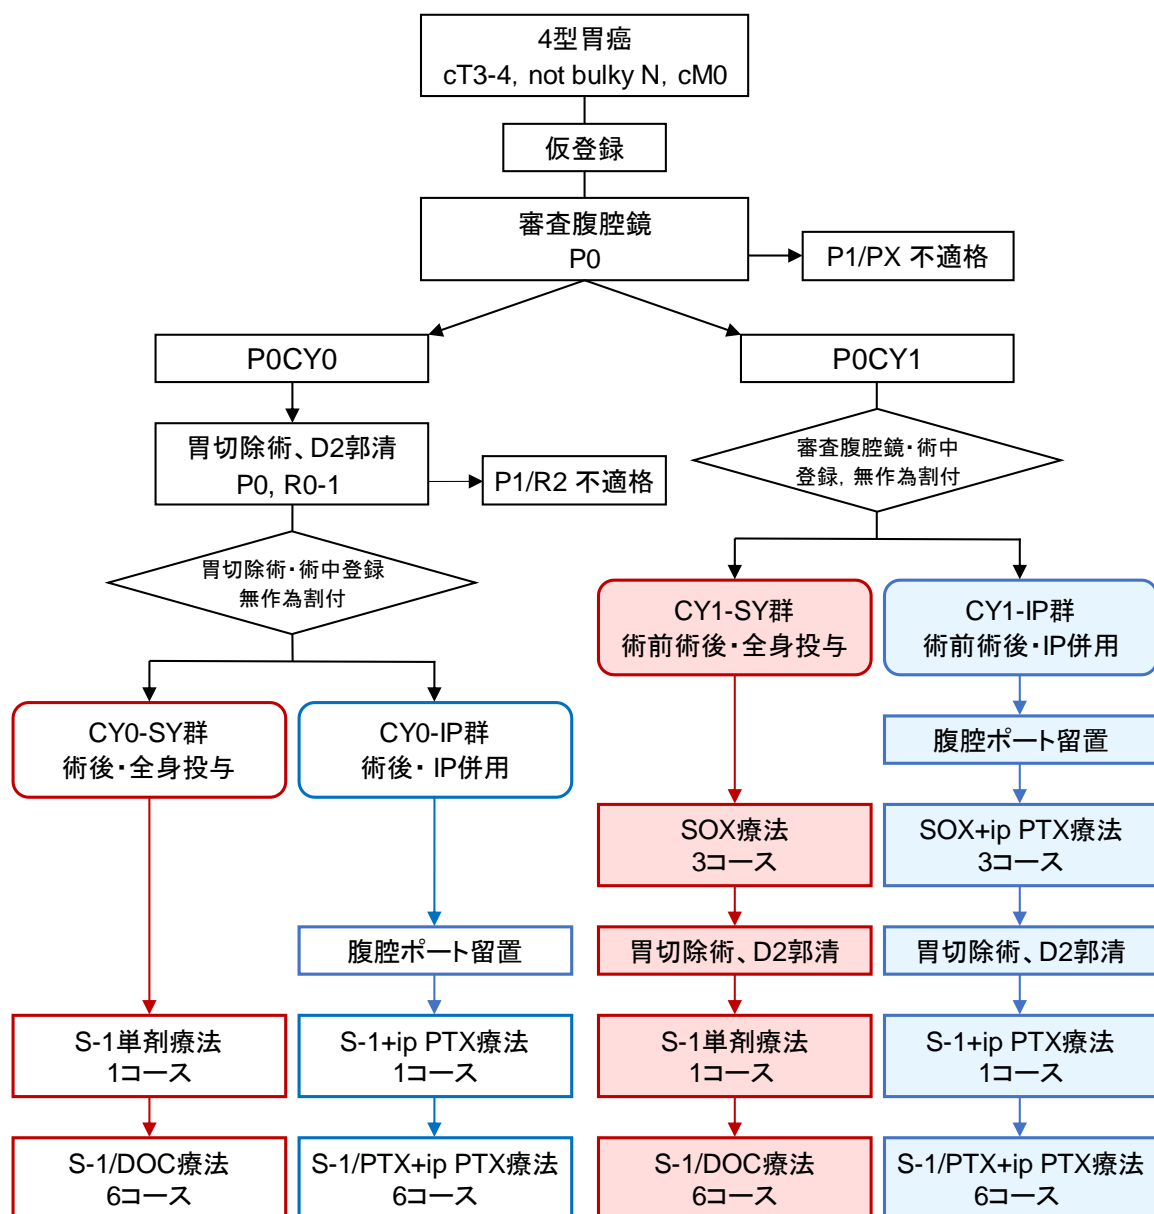 4型胃癌
cT3-4, not bulky N, cM0
仮登録
審査腹腔鏡
P0
P1/PX 不適格
P0CY0
P0CY1
胃切除術、D2郭清
P0, R0-1
P1/R2 不適格
審査腹腔鏡・術中
登録, 無作為割付
胃切除術・術中登録
無作為割付
CY1-SY群
術前術後・全身投与
CY1-IP群
術前術後・IP併用
CY0-SY群
術後・全身投与
CY0-IP群
術後・ IP併用
腹腔ポート留置
SOX療法
3コース
SOX+ip PTX療法
3コース
腹腔ポート留置
胃切除術、D2郭清
胃切除術、D2郭清
S-1単剤療法
1コース
S-1+ip PTX療法
1コース
S-1単剤療法
1コース
S-1+ip PTX療法
1コース
S-1/DOC療法
6コース
S-1/PTX+ip PTX療法
6コース
S-1/DOC療法
6コース
S-1/PTX+ip PTX療法
6コース